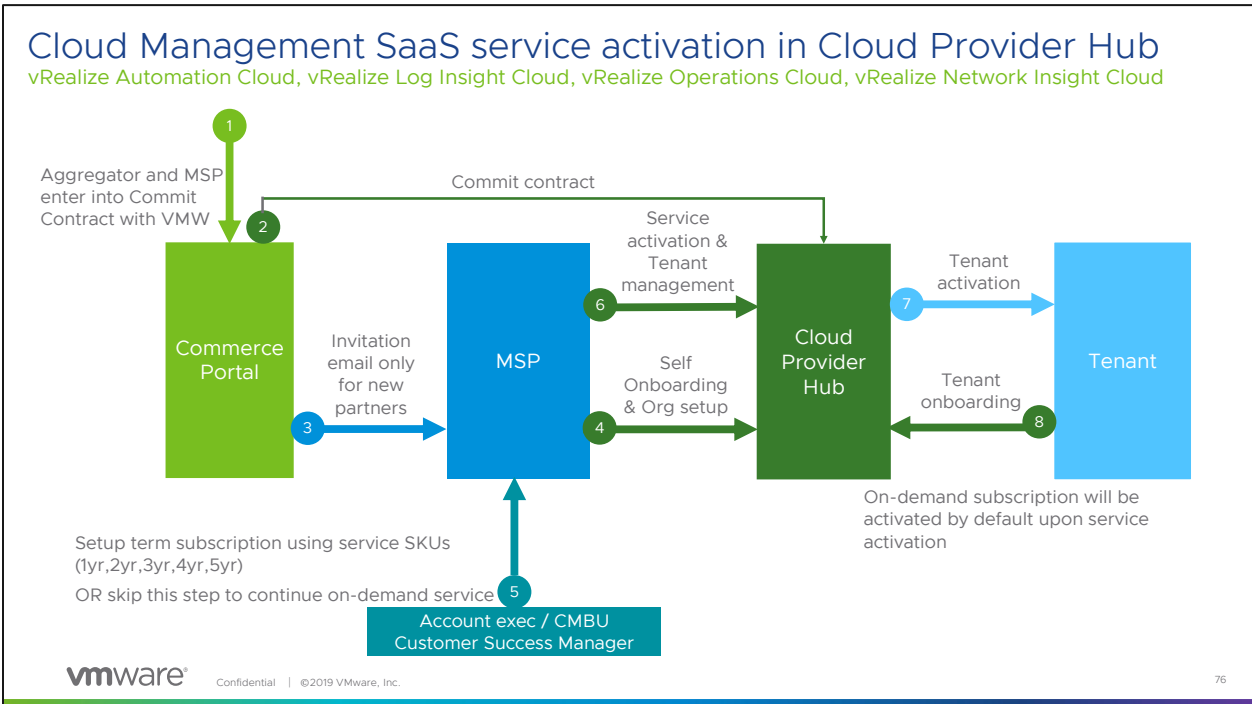 Cloud Management SaaS service activation in Cloud Provider Hub
vRealize Automation Cloud, vRealize Log Insight Cloud, vRealize Operations Cloud, vRealize Network Insight Cloud
1
Aggregator and MSP
enter into Commit
Contract with VMW
2
Commit contract
Commerce
Portal
Invitation
email only
for new
partners
3
MSP
Service
activation &
Tenant
management
6
Self
Onboarding
& Org setup
4
Cloud
Provider
Hub
Tenant
activation
7
Tenant
onboarding
8
Tenant
On-demand subscription will be
activated by default upon service
activation
Setup term subscription using service SKUs
(1yr,2yr,3yr,4yr,5yr)
OR skip this step to continue on-demand service
5
Account exec / CMBU
Customer Success Manager
vmware®
Confidential | ©2019 VMware, Inc.
76